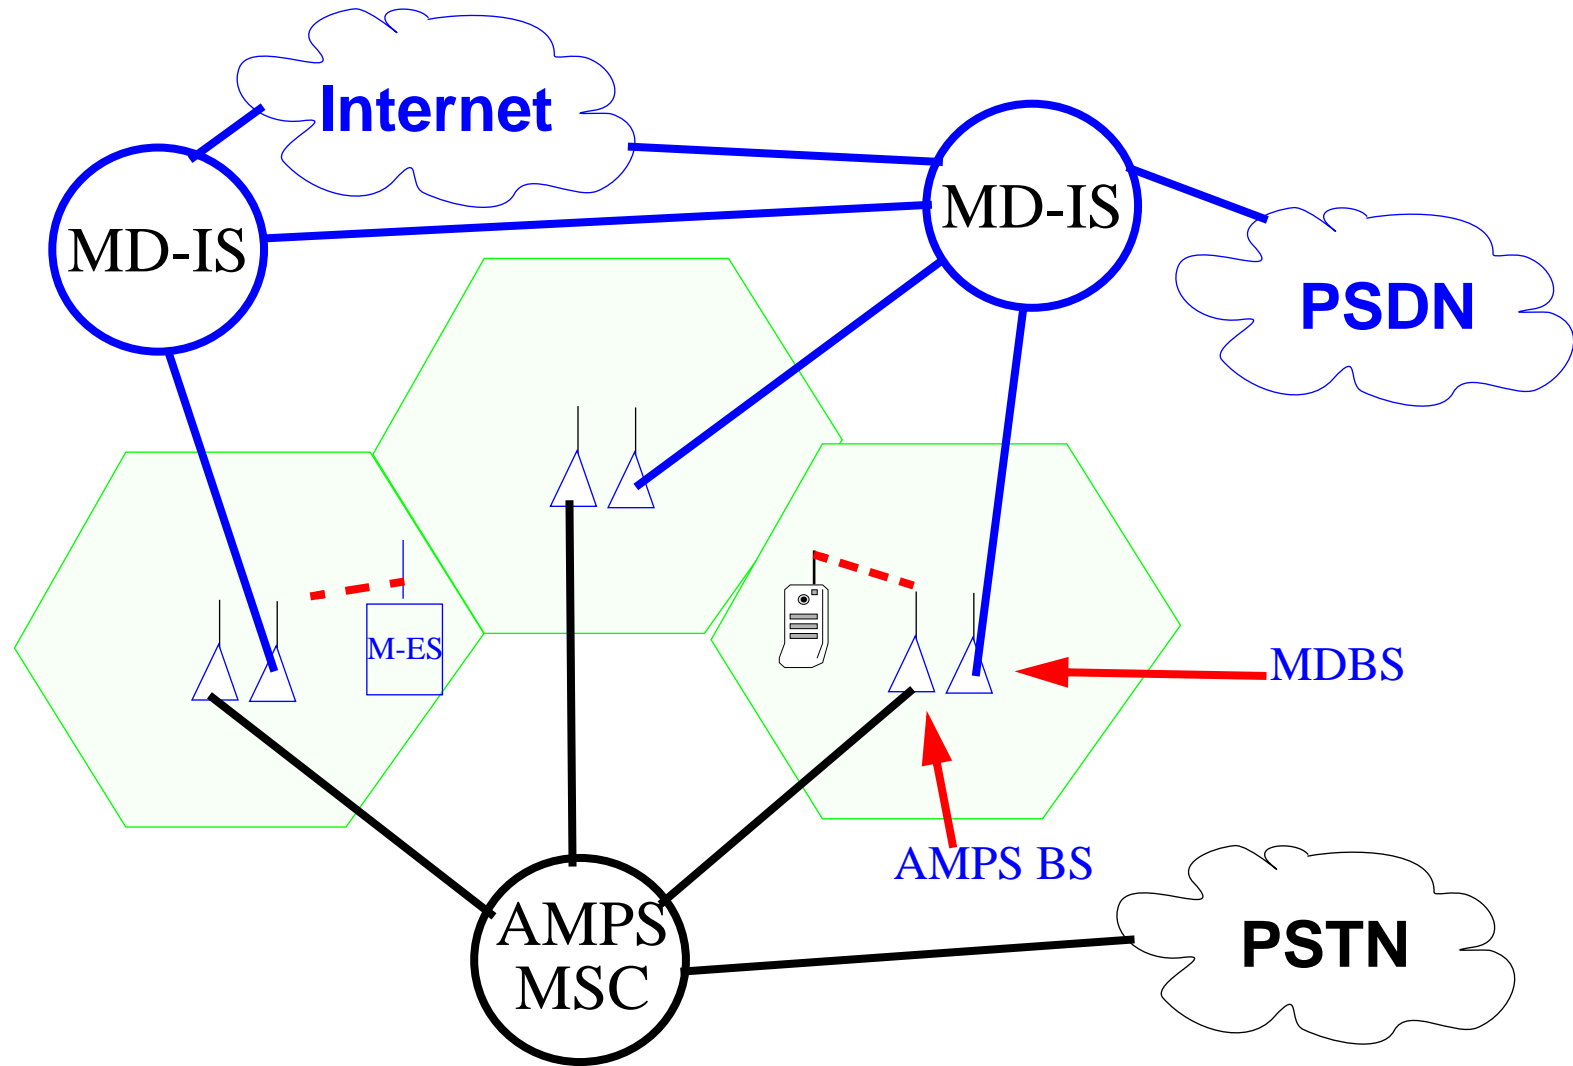 Internet
MD-IS
MD-IS
PSDN
M-ES
MDBS
AMPS BS
AMPS
MSC
PSTN